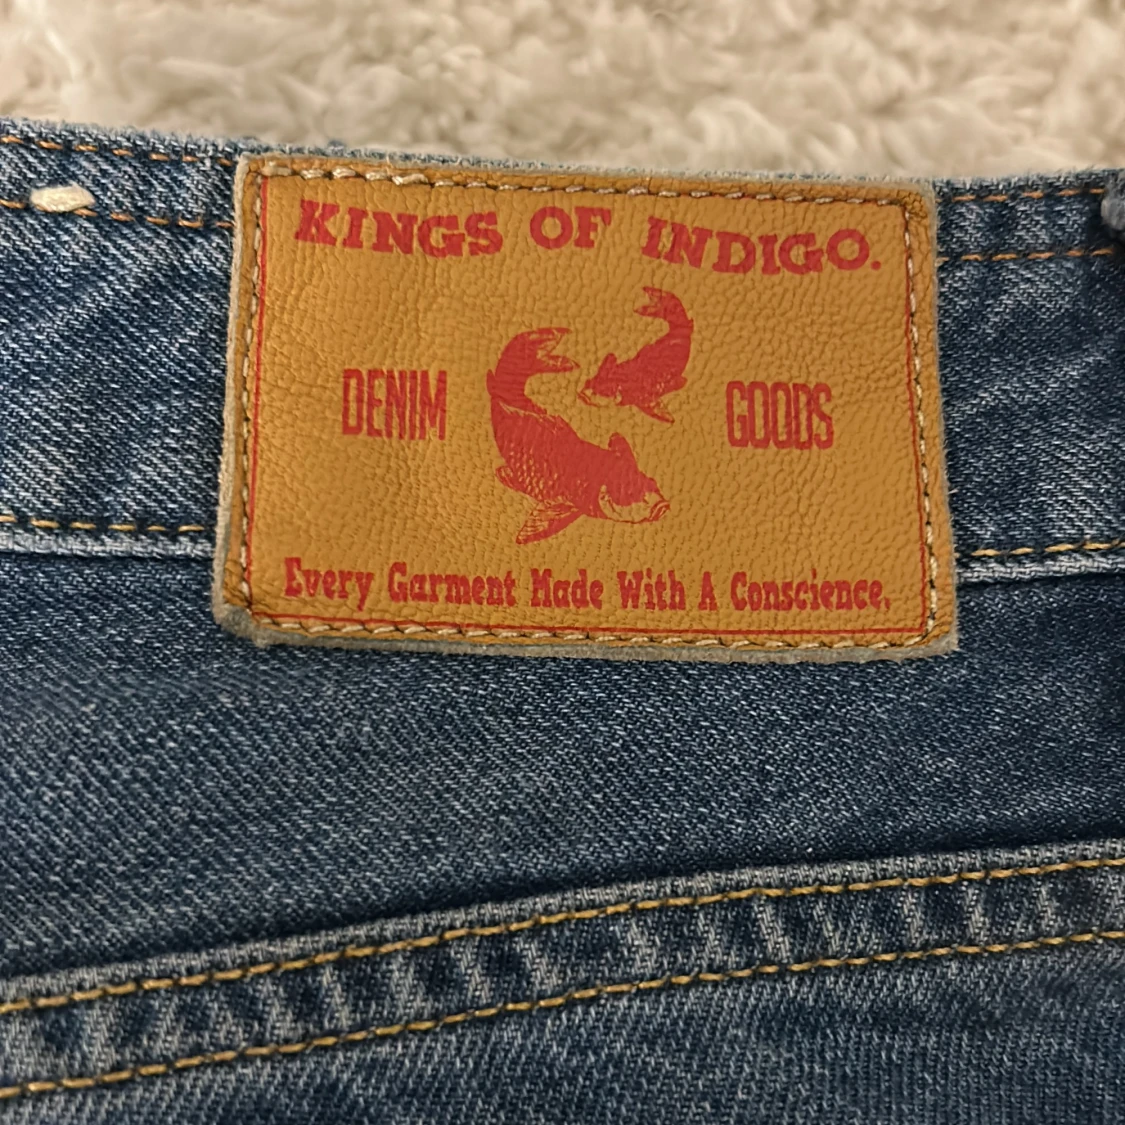 KINGS OF INDIGO.
DENIM GOODS
Every Garment Made With A Conscience.